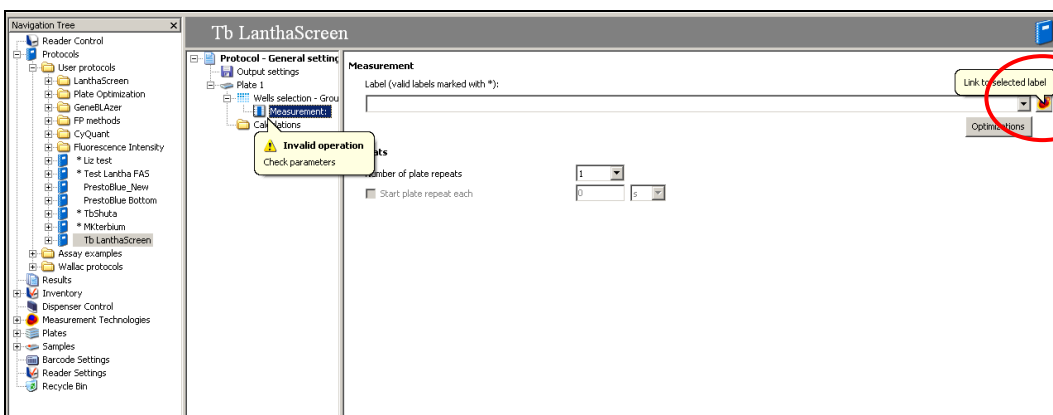 Navigation Tree
Reader Control
Protocols
User protocols
LanthaScreen
Plate Optimization
GeneBLAzer
FP methods
CyQuant
Fluorescence Intensity
* Liz test
* Test Lantha FAS
PrestoBlue_New
PrestoBlue Bottom
* TbShuta
* MKterbium
Tb LanthaScreen
Assay examples
Wallac protocols
Results
Inventory
Dispenser Control
Measurement Technologies
Plates
Samples
Barcode Settings
Reader Settings
Recycle Bin
Tb LanthaScreen
Protocol - General setting
Output settings
Plate 1
Wells selection - Grou
Measurement:
Calculations
Invalid operation
Check parameters
Measurement
Label (valid labels marked with *):
Link to selected label
Optimizations
Number of plate repeats
1
Start plate repeat each
0
s